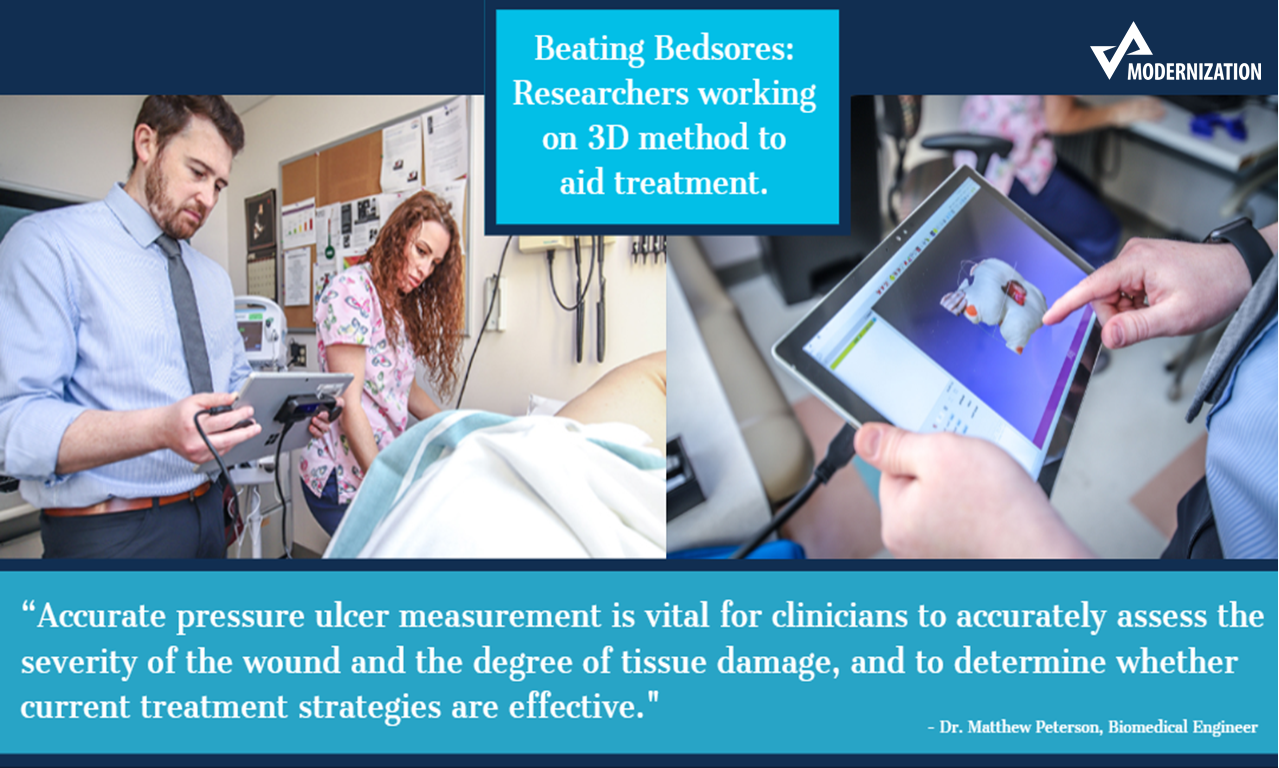 Beating Bedsores:
Researchers working
on 3D method to
aid treatment.
MODERNIZATION
“Accurate pressure ulcer measurement is vital for clinicians to accurately assess the
severity of the wound and the degree of tissue damage, and to determine whether
current treatment strategies are effective."
- Dr. Matthew Peterson, Biomedical Engineer